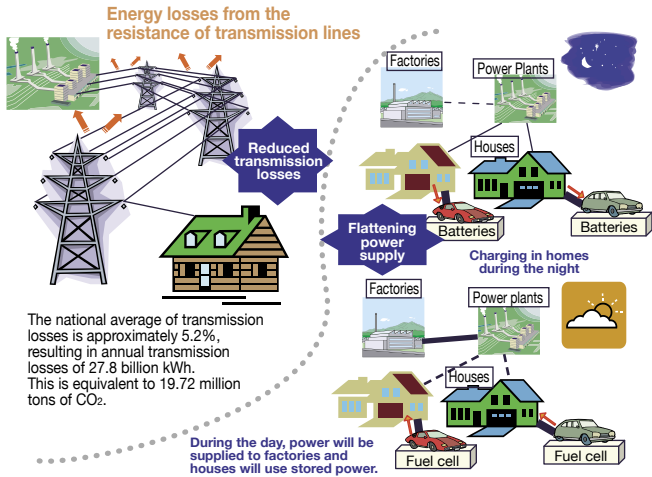 Energy losses from the
resistance of transmission lines
Reduced
transmission
losses
The national average of transmission
losses is approximately 5.2%,
resulting in annual transmission
losses of 27.8 billion kWh.
This is equivalent to 19.72 million
tons of CO₂.
Factories
Power Plants
Houses
Batteries
Batteries
Flattening
power
supply
Charging in homes
during the night
Factories
Power plants
Houses
During the day, power will be
supplied to factories and
houses will use stored power.
Fuel cell
Fuel cell